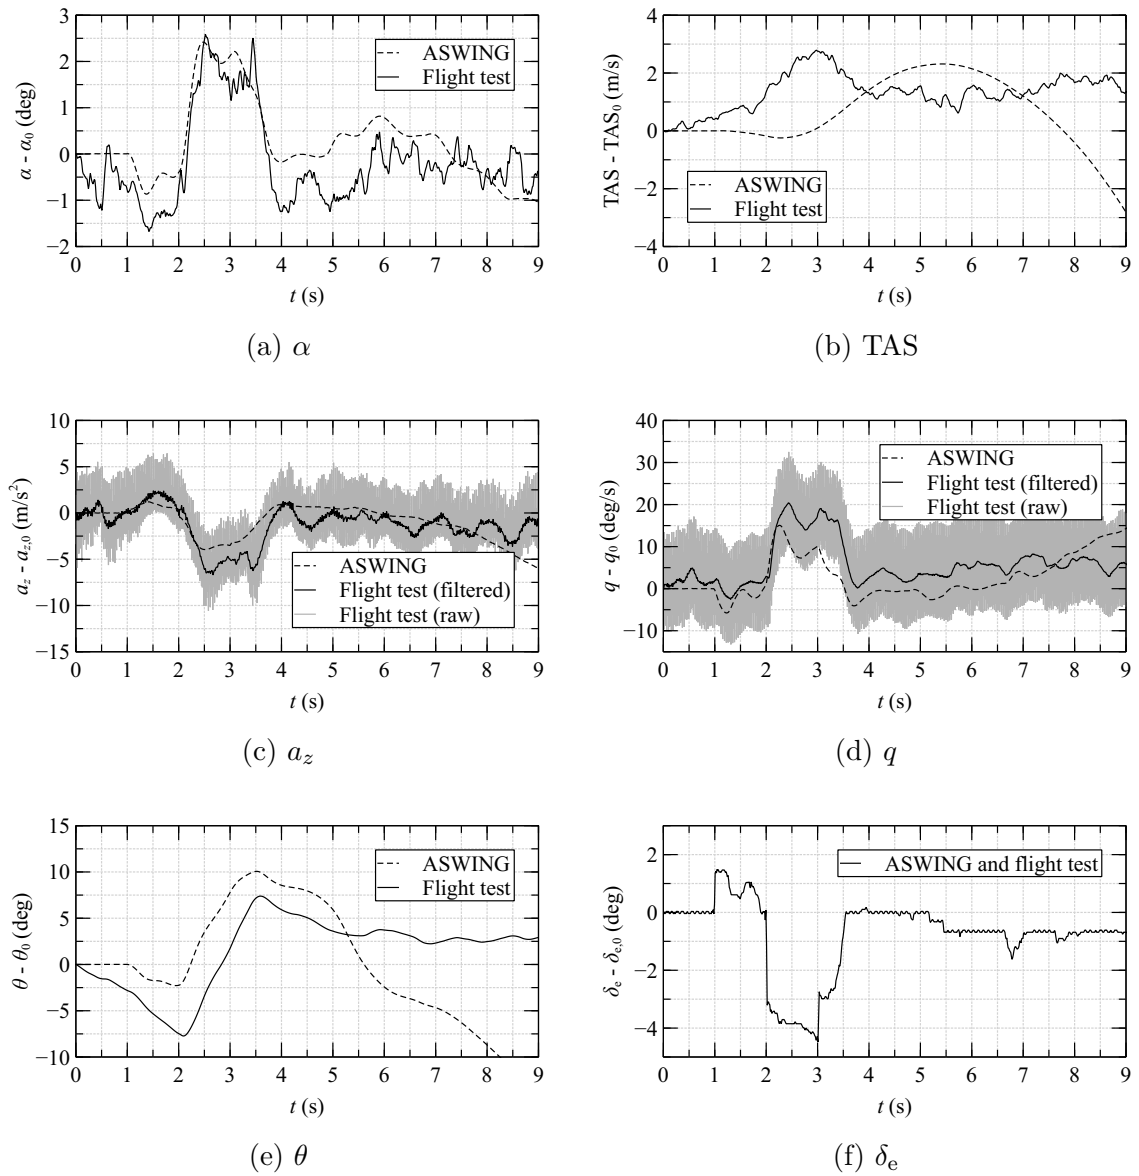 3
2
1
0
−1
−2
α - α0 (deg)
ASWING
Flight test
0 1 2 3 4 5 6 7 8 9
t (s)
(a) α
4
2
0
−2
−4
TAS - TAS0 (m/s)
ASWING
Flight test
0 1 2 3 4 5 6 7 8 9
t (s)
(b) TAS
10
5
0
−5
−10
−15
az - az,0 (m/s2)
ASWING
Flight test (filtered)
Flight test (raw)
0 1 2 3 4 5 6 7 8 9
t (s)
(c) az
40
30
20
10
0
−10
q - q0 (deg/s)
ASWING
Flight test (filtered)
Flight test (raw)
0 1 2 3 4 5 6 7 8 9
t (s)
(d) q
15
10
5
0
−5
−10
θ - θ0 (deg)
ASWING
Flight test
0 1 2 3 4 5 6 7 8 9
t (s)
(e) θ
2
0
−2
−4
δe - δe,0 (deg)
ASWING and flight test
0 1 2 3 4 5 6 7 8 9
t (s)
(f) δe